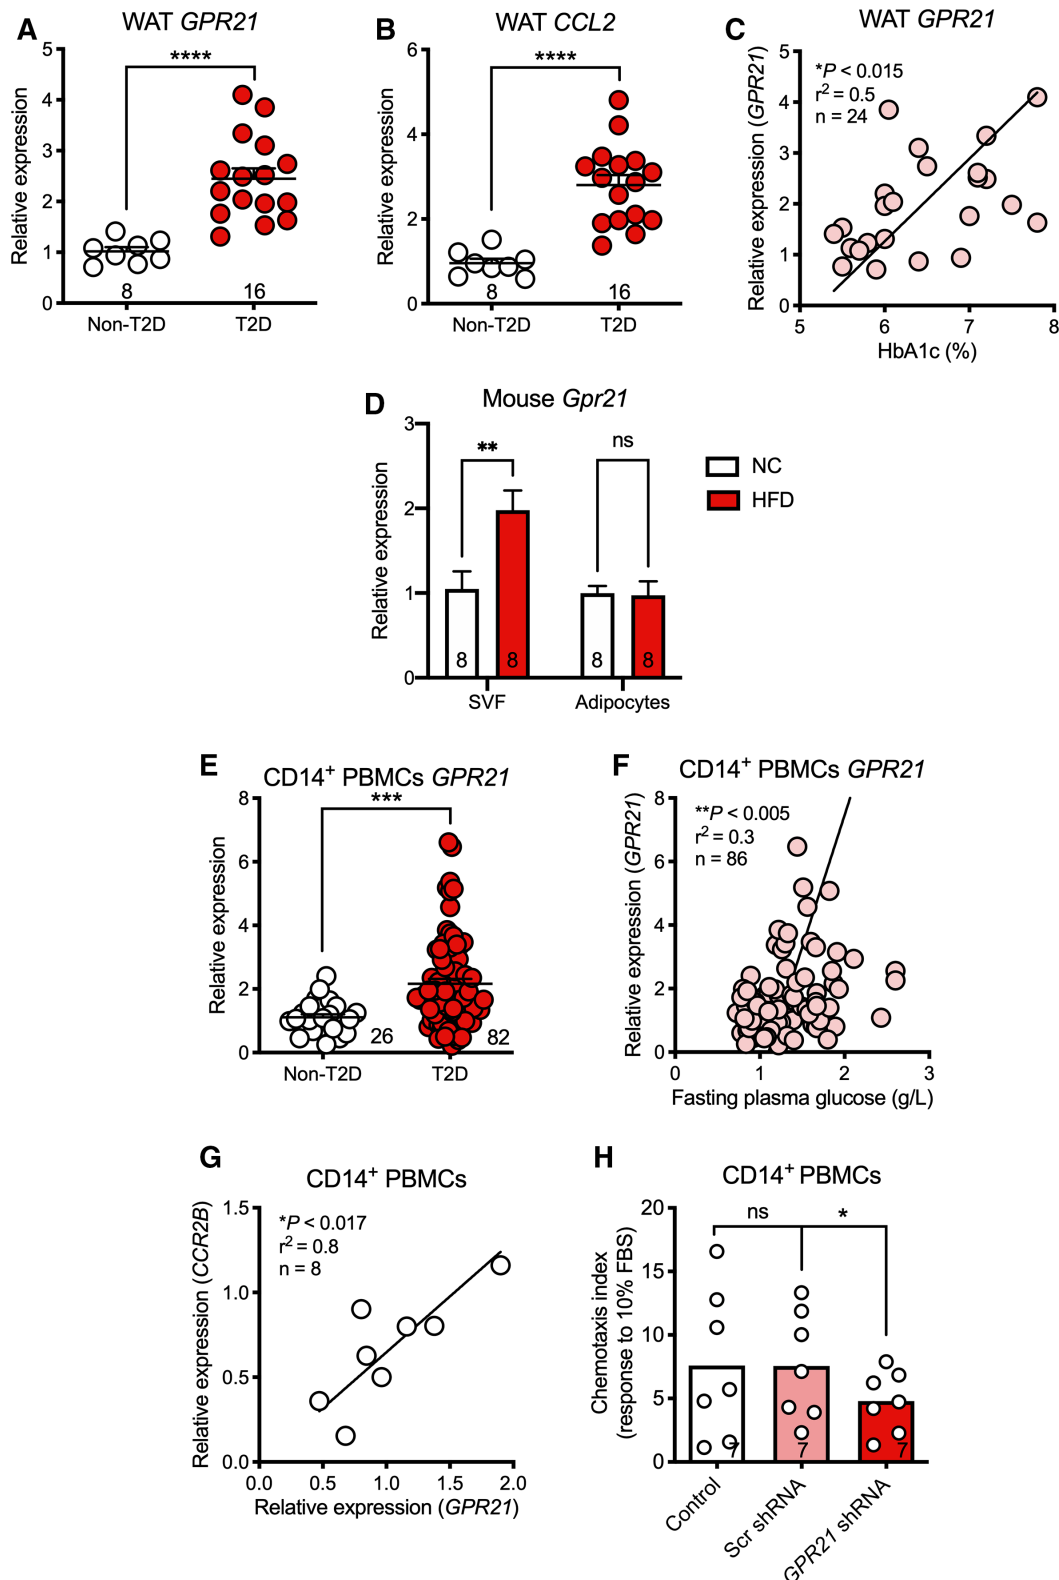 A
WAT GPR21
****
Relative expression
5
4
3
2
1
0
8
16
Non-T2D
T2D
B
WAT CCL2
****
Relative expression
6
4
2
0
8
16
Non-T2D
T2D
C
WAT GPR21
*P < 0.015
r² = 0.5
n = 24
Relative expression (GPR21)
5
4
3
2
1
0
5
6
7
8
HbA1c (%)
D
Mouse Gpr21
**
ns
NC
HFD
Relative expression
3
2
1
0
8
8
8
8
SVF
Adipocytes
E
CD14⁺ PBMCs GPR21
***
Relative expression
8
6
4
2
0
26
82
Non-T2D
T2D
F
CD14⁺ PBMCs GPR21
**P < 0.005
r² = 0.3
n = 86
Relative expression (GPR21)
8
6
4
2
0
0
1
2
3
Fasting plasma glucose (g/L)
G
CD14⁺ PBMCs
*P < 0.017
r² = 0.8
n = 8
Relative expression (CCR2B)
1.5
1.0
0.5
0.0
0.0
0.5
1.0
1.5
2.0
Relative expression (GPR21)
H
CD14⁺ PBMCs
ns
*
Chemotaxis index
(response to 10% FBS)
20
15
10
5
0
7
7
7
Control
Scr shRNA
GPR21 shRNA